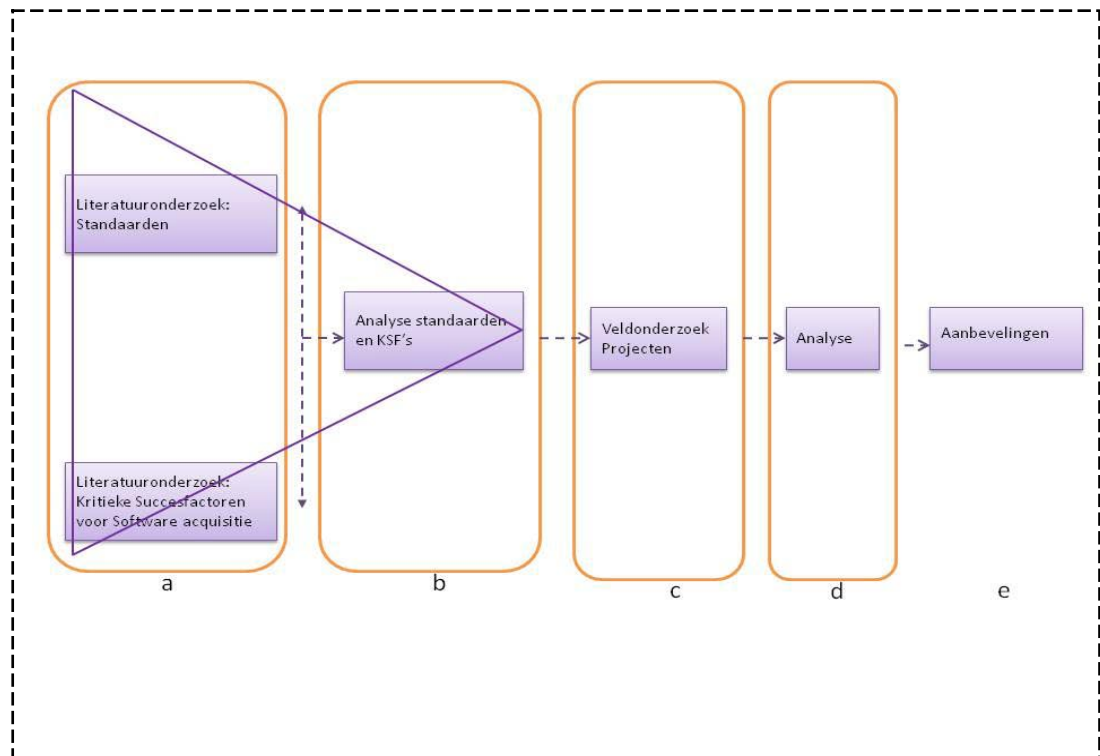 Literatuuronderzoek:
Standaarden
Literatuuronderzoek:
Kritieke Succesfactoren
voor Software acquisitie
Analyse standaarden
en KSF's
Veldonderzoek
Projecten
Analyse
Aanbevelingen
a
b
c
d
e